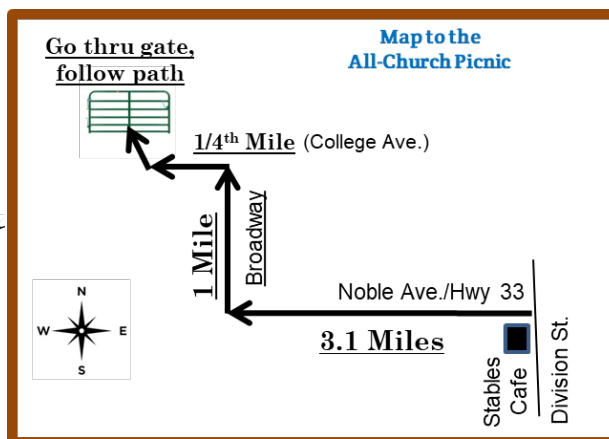 Go thru gate,
follow path
Map to the
All-Church Picnic
1/4th Mile (College Ave.)
1 Mile
Broadway
Noble Ave./Hwy 33
3.1 Miles
Stables
Cafe
Division St.
N
W E
S